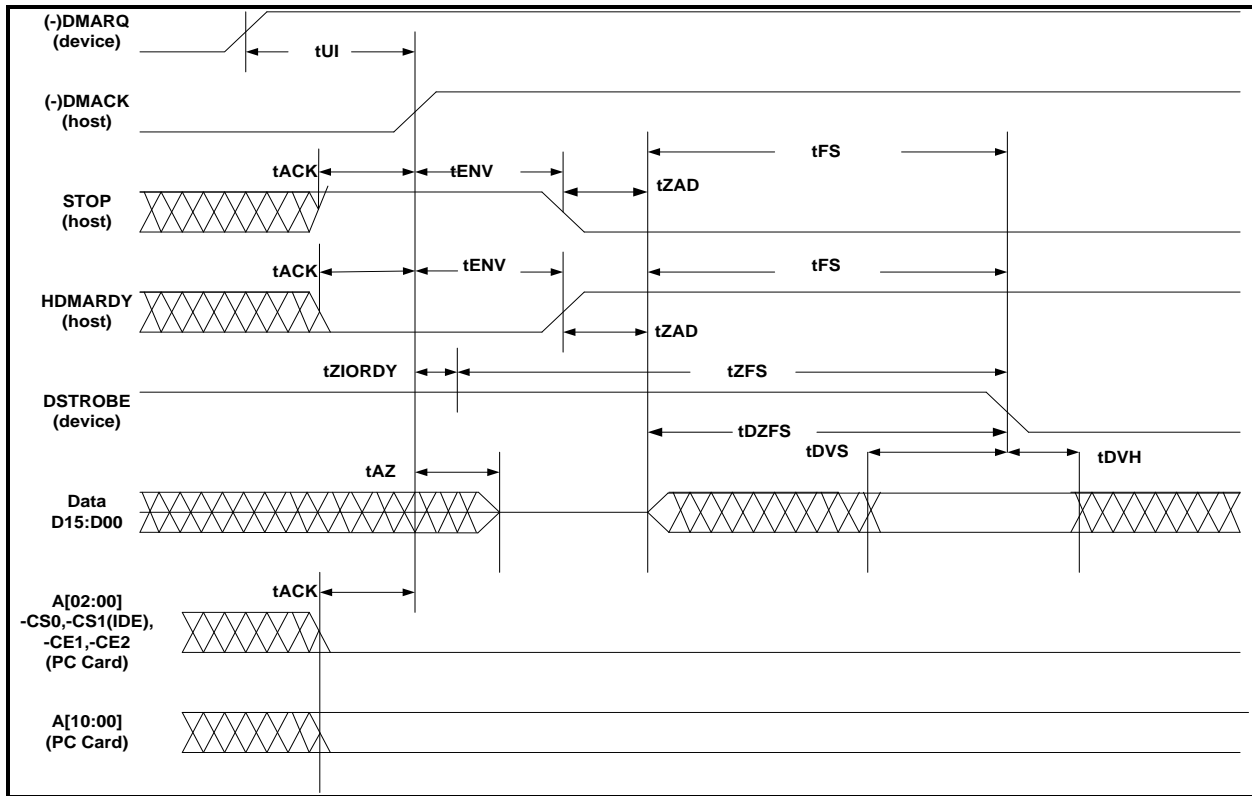 (-)DMARQ
(device)
tUI
(-)DMACK
(host)
tFS
tACK
tENV
tZAD
STOP
(host)
tACK
tENV
tFS
HDMARDY
(host)
tZAD
tZIORDY
tZFS
DSTROBE
(device)
tDZFS
tDVS
tDVH
tAZ
Data
D15:D00
tACK
A[02:00]
-CS0,-CS1(IDE),
-CE1,-CE2
(PC Card)
A[10:00]
(PC Card)